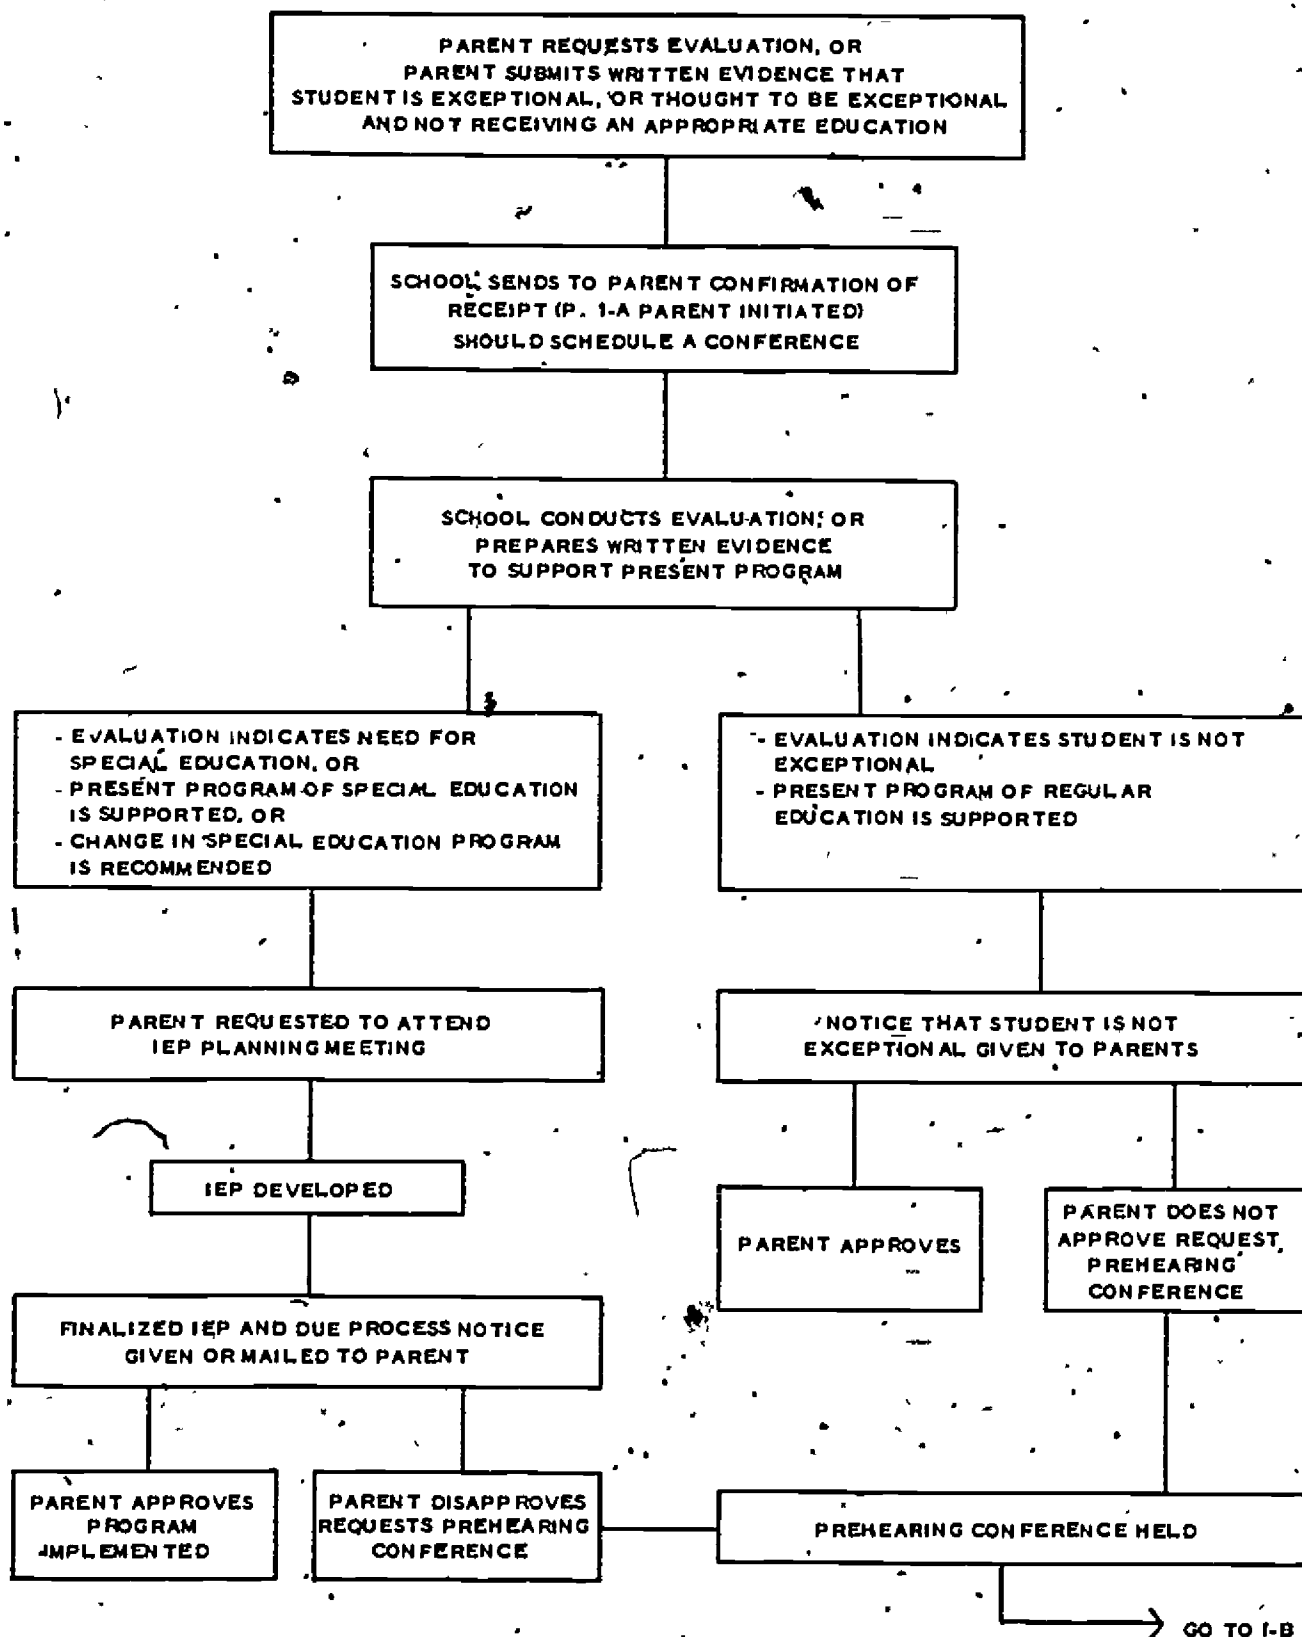 PARENT REQUESTS EVALUATION, OR
PARENT SUBMITS WRITTEN EVIDENCE THAT
STUDENT IS EXCEPTIONAL, OR THOUGHT TO BE EXCEPTIONAL
AND NOT RECEIVING AN APPROPRIATE EDUCATION
SCHOOL SENDS TO PARENT CONFIRMATION OF
RECEIPT (P. 1-A PARENT INITIATED)
SHOULD SCHEDULE A CONFERENCE
SCHOOL CONDUCTS EVALUATION; OR
PREPARES WRITTEN EVIDENCE
TO SUPPORT PRESENT PROGRAM
- EVALUATION INDICATES NEED FOR
SPECIAL EDUCATION, OR
- PRESENT PROGRAM OF SPECIAL EDUCATION
IS SUPPORTED, OR
- CHANGE IN SPECIAL EDUCATION PROGRAM
IS RECOMMENDED
- EVALUATION INDICATES STUDENT IS NOT
EXCEPTIONAL
- PRESENT PROGRAM OF REGULAR
EDUCATION IS SUPPORTED
PARENT REQUESTED TO ATTEND
IEP PLANNING MEETING
NOTICE THAT STUDENT IS NOT
EXCEPTIONAL GIVEN TO PARENTS
IEP DEVELOPED
PARENT APPROVES
PARENT DOES NOT
APPROVE REQUEST,
PREHEARING
CONFERENCE
FINALIZED IEP AND DUE PROCESS NOTICE
GIVEN OR MAILED TO PARENT
PARENT APPROVES
PROGRAM
IMPLEMENTED
PARENT DISAPPROVES
REQUESTS PREHEARING
CONFERENCE
PREHEARING CONFERENCE HELD
GO TO I-B